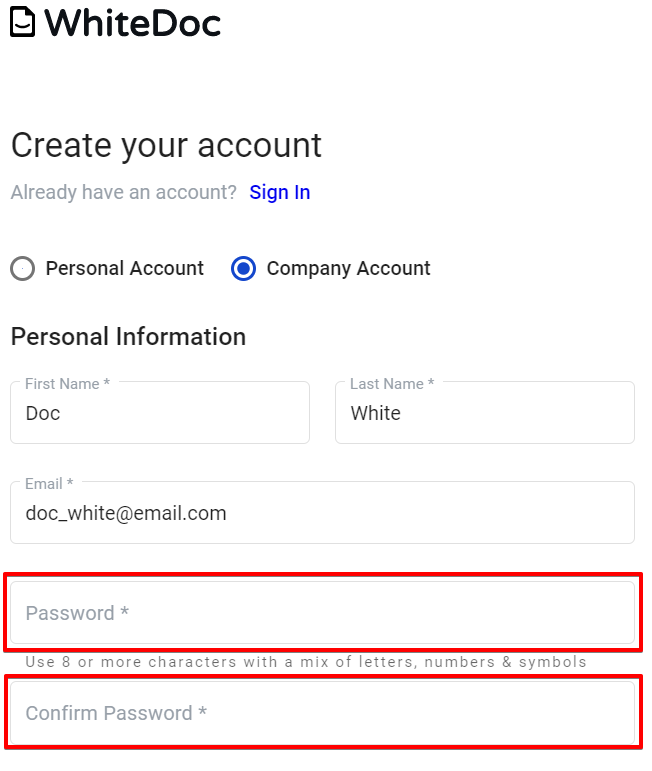 WhiteDoc
Create your account
Already have an account? Sign In
Personal Account Company Account
Personal Information
First Name * Last Name *
Doc White
Email *
doc_white@email.com
Password *
Use 8 or more characters with a mix of letters, numbers & symbols
Confirm Password *